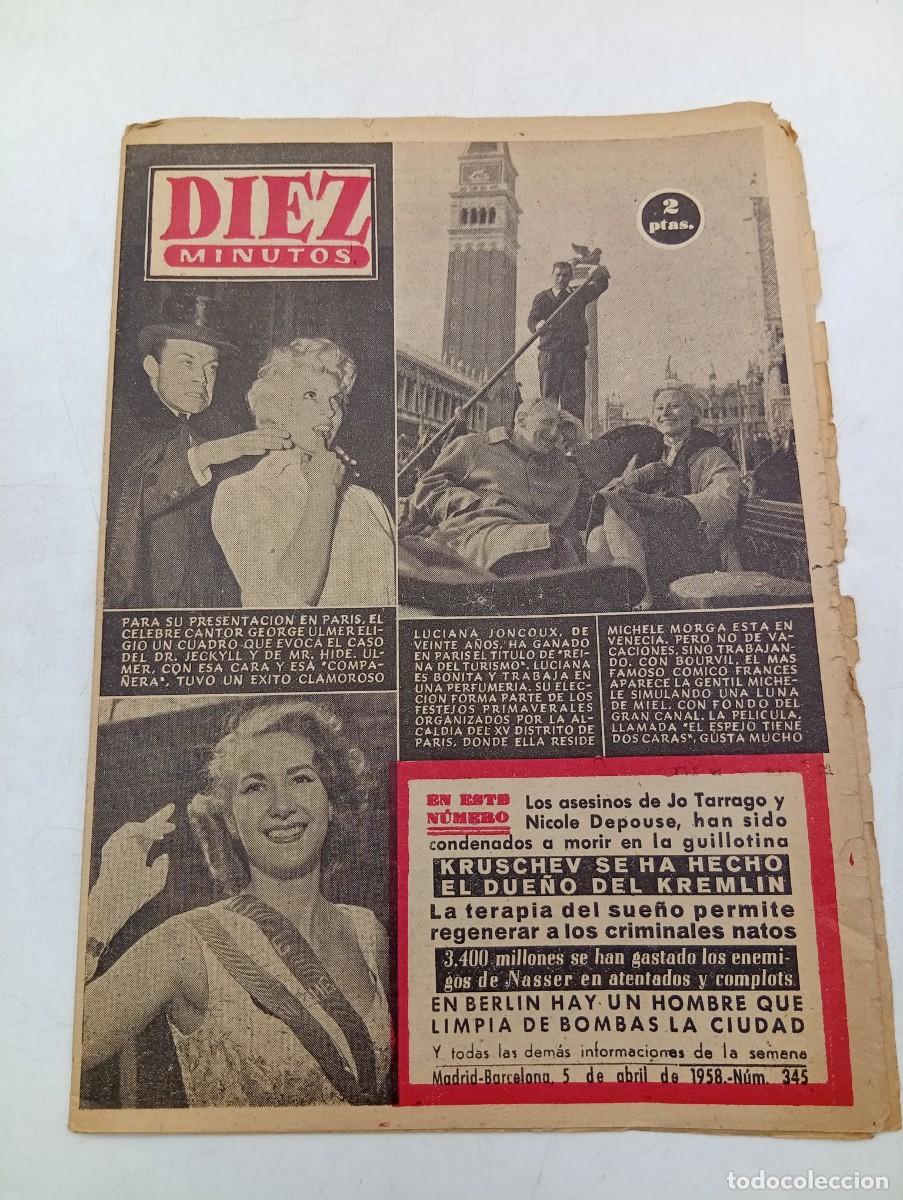 DIEZ
MINUTOS
2
ptas.
PARA SU PRESENTACION EN PARIS, EL
CELEBRE CANTOR GEORGE ULMER ELI-
GIO UN CUADRO QUE EVOCA EL CASO
DEL DR. JECKYLL Y DE MR. HIDE. UL-
MER, CON ESA CARA Y ESA "COMPA-
ÑERA", TUVO UN EXITO CLAMOROSO
LUCIANA JONCOUX, DE
VEINTE AÑOS, HA GANADO
EN PARIS EL TITULO DE "REI-
NA DEL TURISMO". LUCIANA
ES BONITA Y TRABAJA EN
UNA PERFUMERIA. SU ELEC-
CION FORMA PARTE DE LOS
FESTEJOS PRIMAVERALES
ORGANIZADOS POR LA AL-
CALDIA DEL XV DISTRITO DE
PARIS, DONDE ELLA RESIDE
MICHELE MORGA ESTA EN
VENECIA. PERO NO DE VA-
CACIONES, SINO TRABAJAN-
DO. CON BOURVIL, EL MAS
FAMOSO COMICO FRANCES
APARECE LA GENTIL MICHE-
LE SIMULANDO UNA LUNA
DE MIEL, CON FONDO DEL
GRAN CANAL. LA PELICULA,
LLAMADA "EL ESPEJO TIENE
DOS CARAS", GUSTA MUCHO
EN ESTE
NÚMERO
Los asesinos de Jo Tarrago y
Nicole Depouse, han sido
condenados a morir en la guillotina
KRUSCHEV SE HA HECHO
EL DUEÑO DEL KREMLIN
La terapia del sueño permite
regenerar a los criminales natos
3.400 millones se han gastado los enemi-
gos de Nasser en atentados y complots
EN BERLIN HAY UN HOMBRE QUE
LIMPIA DE BOMBAS LA CIUDAD
Y todas las demás informaciones de la semana
Madrid-Barcelona, 5 de abril de 1958.-Núm. 345
todocoleccion